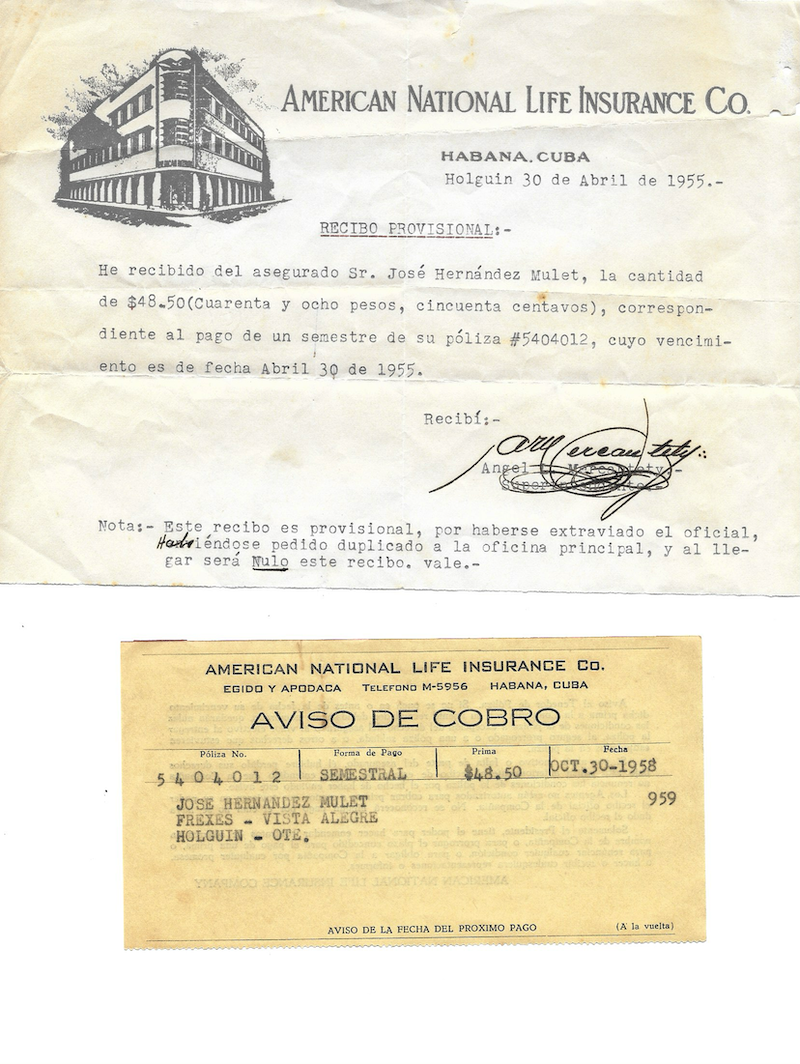 AMERICAN NATIONAL LIFE INSURANCE CO.
HABANA, CUBA
Holguin 30 de Abril de 1955.-
RECIBO PROVISIONAL:-
He recibido del asegurado Sr. José Hernández Mulet, la cantidad
de $48.50(Cuarenta y ocho pesos, cincuenta centavos), correspon-
diente al pago de un semestre de su póliza #5404012, cuyo vencimi-
ento es de fecha Abril 30 de 1955.
Recibí:-
Nota:- Este recibo es provisional, por haberse extraviado el oficial,
Habiéndose pedido duplicado a la oficina principal, y al lle-
gar será Nulo este recibo. vale.-
AMERICAN NATIONAL LIFE INSURANCE Co.
EGIDO Y APODACA TELEFONO M-5956 HABANA, CUBA
AVISO DE COBRO
Póliza No. Forma de Pago Prima Fecha
5404012 SEMESTRAL $48.50 OCT.30-1958
JOSE HERNANDEZ MULET 959
FREXES - VISTA ALEGRE
HOLGUIN - OTE.
AVISO DE LA FECHA DEL PROXIMO PAGO (A la vuelta)